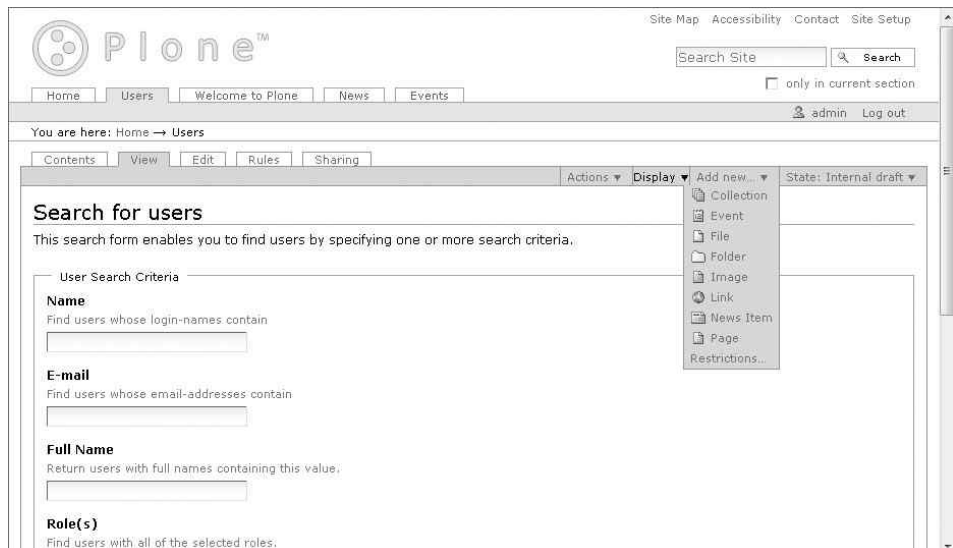 Site Map Accessibility Contact Site Setup
Plone™
Search Site Search
only in current section
Home Users Welcome to Plone News Events
admin Log out
You are here: Home → Users
Contents View Edit Rules Sharing
Actions ▼ Display ▼ Add new... ▼ State: Internal draft ▼
Collection
Event
File
Folder
Image
Link
News Item
Page
Restrictions...
Search for users
This search form enables you to find users by specifying one or more search criteria.
User Search Criteria
Name
Find users whose login-names contain
E-mail
Find users whose email-addresses contain
Full Name
Return users with full names containing this value.
Role(s)
Find users with all of the selected roles.